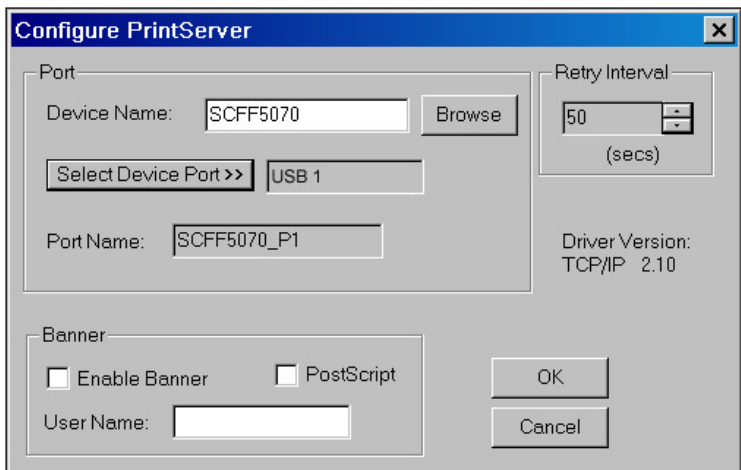 Configure PrintServer
Port
Device Name: SCFF5070 Browse
Select Device Port >> USB 1
Port Name: SCFF5070_P1
Retry Interval
50
(secs)
Driver Version:
TCP/IP 2.10
Banner
Enable Banner PostScript
User Name:
OK
Cancel